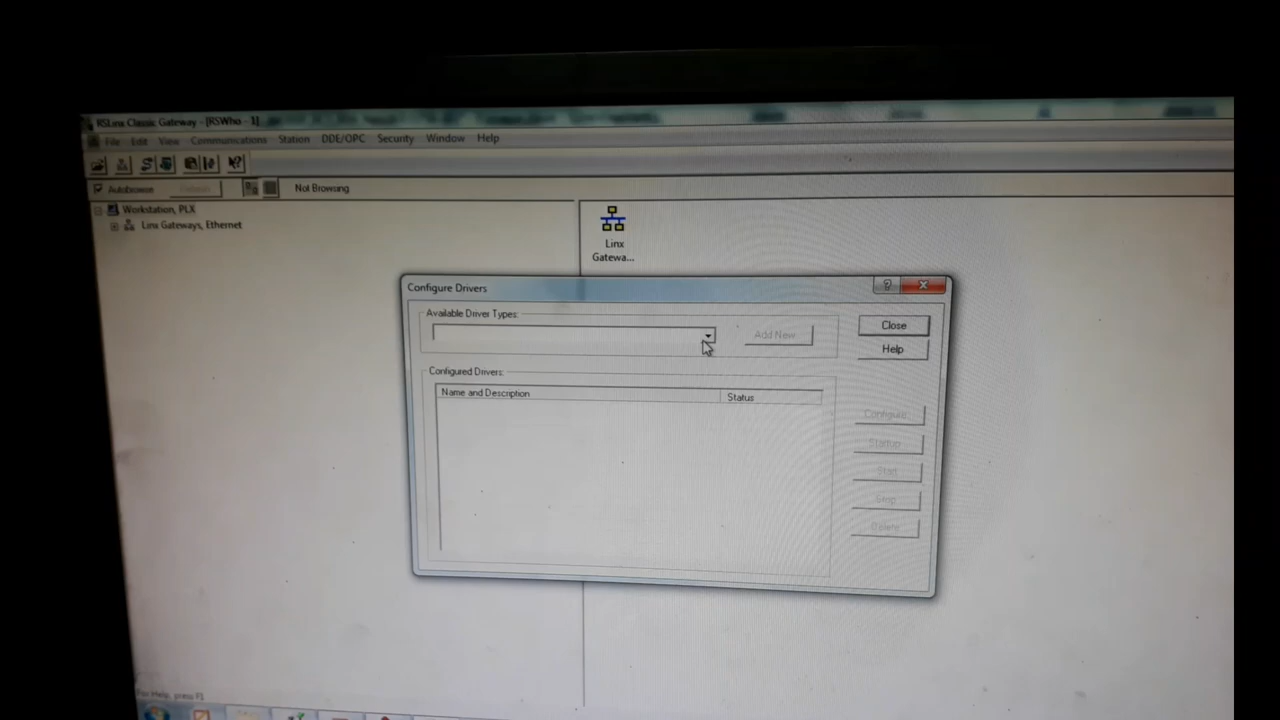 RSLinx Classic Gateway - [RSWho - 1]
File Edit View Communications Station DDE/OPC Security Window Help
Autobrowse Refresh Not Browsing
Workstation, PLX
Linx Gateways, Ethernet
Linx
Gatewa...
Configure Drivers
Available Driver Types:
Add New
Close
Help
Configured Drivers:
Name and Description Status
Configure...
Startup
Start
Stop
Delete
For Help, press F1